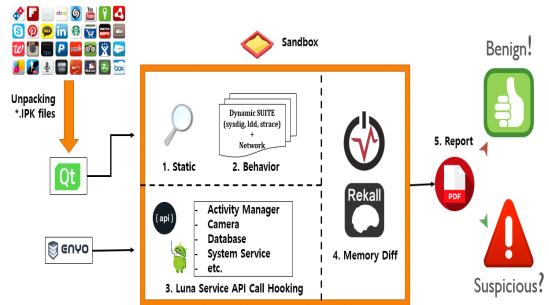 Sandbox
Benign!
Unpacking
*.IPK files
Dynamic SUITE
(sysdig, ldd, strace)
+
Network
1. Static
2. Behavior
5. Report
Qt
Rekall
PDF
(api)
- Activity Manager
- Camera
- Database
- System Service
- etc.
ENYO
4. Memory Diff
3. Luna Service API Call Hooking
Suspicious?